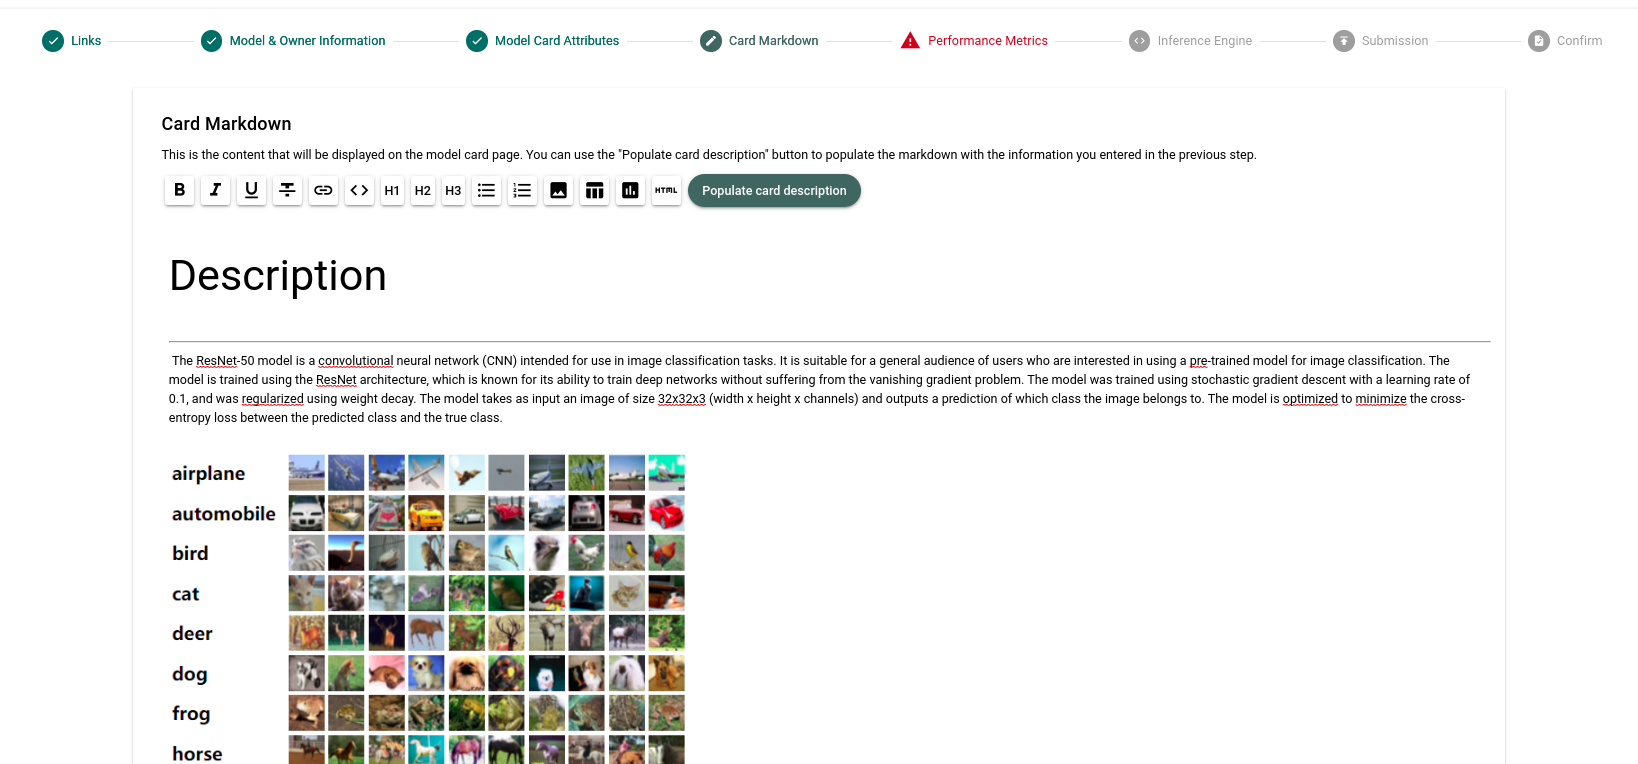 Links Model & Owner Information Model Card Attributes Card Markdown Performance Metrics Inference Engine Submission Confirm
Card Markdown
This is the content that will be displayed on the model card page. You can use the "Populate card description" button to populate the markdown with the information you entered in the previous step.
B I U S H1 H2 H3 HTML Populate card description
Description
The ResNet-50 model is a convolutional neural network (CNN) intended for use in image classification tasks. It is suitable for a general audience of users who are interested in using a pre-trained model for image classification. The
model is trained using the ResNet architecture, which is known for its ability to train deep networks without suffering from the vanishing gradient problem. The model was trained using stochastic gradient descent with a learning rate of
0.1, and was regularized using weight decay. The model takes as input an image of size 32x32x3 (width x height x channels) and outputs a prediction of which class the image belongs to. The model is optimized to minimize the cross-
entropy loss between the predicted class and the true class.
airplane
automobile
bird
cat
deer
dog
frog
horse